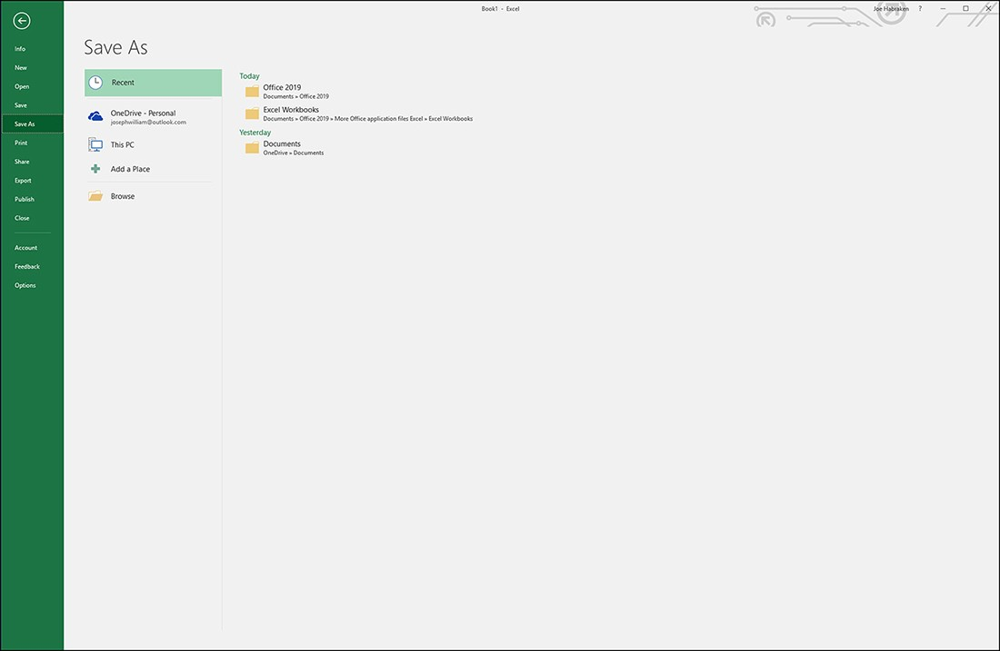 Book1 - Excel
Joe Habraken ?
Info
New
Open
Save
Save As
Print
Share
Export
Publish
Close
Account
Feedback
Options
Save As
Recent
OneDrive - Personal
josephwilliam@outlook.com
This PC
Add a Place
Browse
Today
Office 2019
Documents » Office 2019
Excel Workbooks
Documents » Office 2019 » More Office application files Excel » Excel Workbooks
Yesterday
Documents
OneDrive » Documents